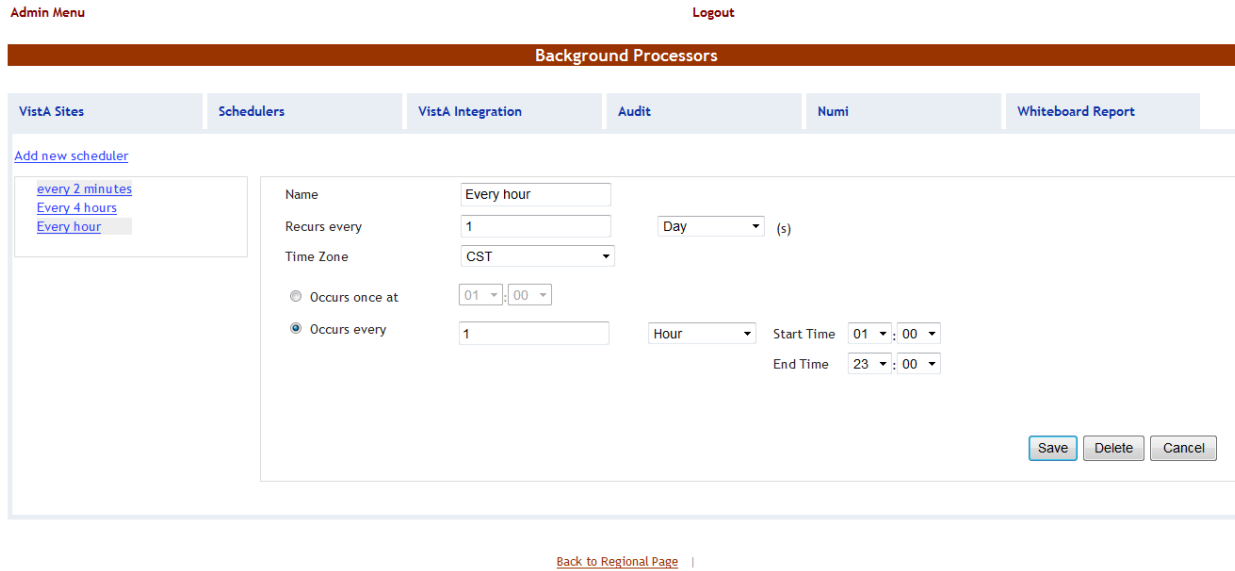 Admin Menu Logout
Background Processors
VistA Sites Schedulers VistA Integration Audit Numi Whiteboard Report
Add new scheduler
every 2 minutes
Every 4 hours
Every hour
Name Every hour
Recurs every 1 Day (s)
Time Zone CST
Occurs once at 01 : 00
Occurs every 1 Hour Start Time 01 : 00
End Time 23 : 00
Save Delete Cancel
Back to Regional Page |